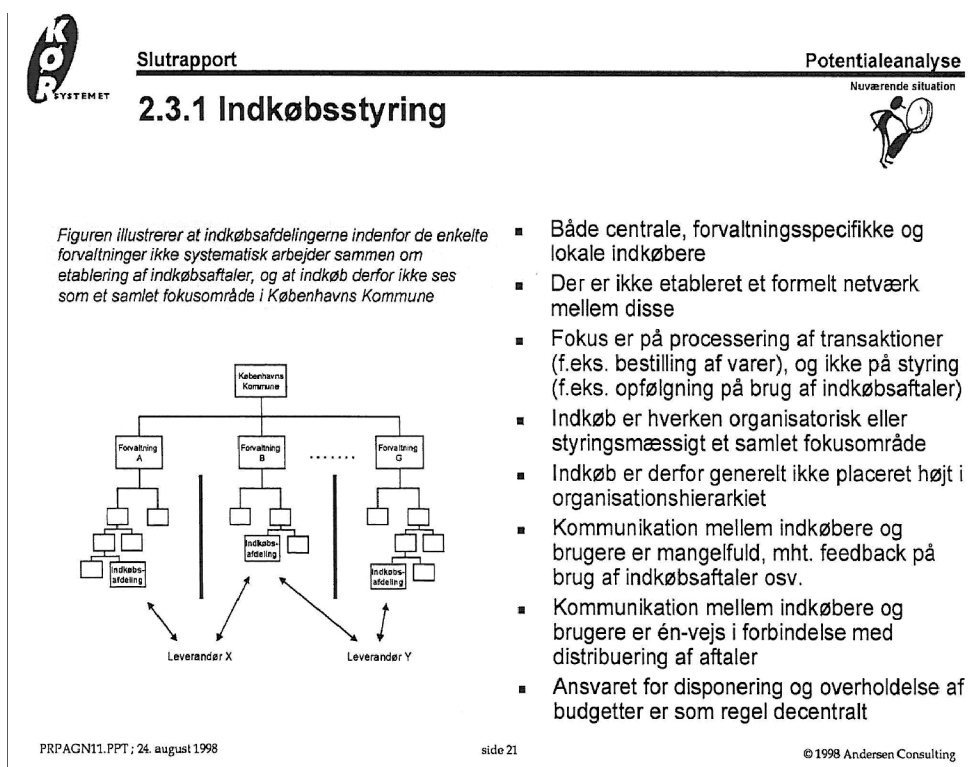 KØR
SYSTEMET
Slutrapport
Potentialeanalyse
2.3.1 Indkøbsstyring
Nuværende situation
Figuren illustrerer at indkøbsafdelingerne indenfor de enkelte
forvaltninger ikke systematisk arbejder sammen om
etablering af indkøbsaftaler, og at indkøb derfor ikke ses
som et samlet fokusområde i Københavns Kommune
Københavns
Kommune
Forvaltning
A
Forvaltning
B
.......
Forvaltning
G
Indkøbs-
afdeling
Indkøbs-
afdeling
Indkøbs-
afdeling
Leverandør X
Leverandør Y
▪ Både centrale, forvaltningsspecifikke og
lokale indkøbere
▪ Der er ikke etableret et formelt netværk
mellem disse
▪ Fokus er på processering af transaktioner
(f.eks. bestilling af varer), og ikke på styring
(f.eks. opfølgning på brug af indkøbsaftaler)
▪ Indkøb er hverken organisatorisk eller
styringsmæssigt et samlet fokusområde
▪ Indkøb er derfor generelt ikke placeret højt i
organisationshierarkiet
▪ Kommunikation mellem indkøbere og
brugere er mangelfuld, mht. feedback på
brug af indkøbsaftaler osv.
▪ Kommunikation mellem indkøbere og
brugere er én-vejs i forbindelse med
distribuering af aftaler
▪ Ansvaret for disponering og overholdelse af
budgetter er som regel decentralt
PRPAGN11.PPT ; 24. august 1998
side 21
© 1998 Andersen Consulting